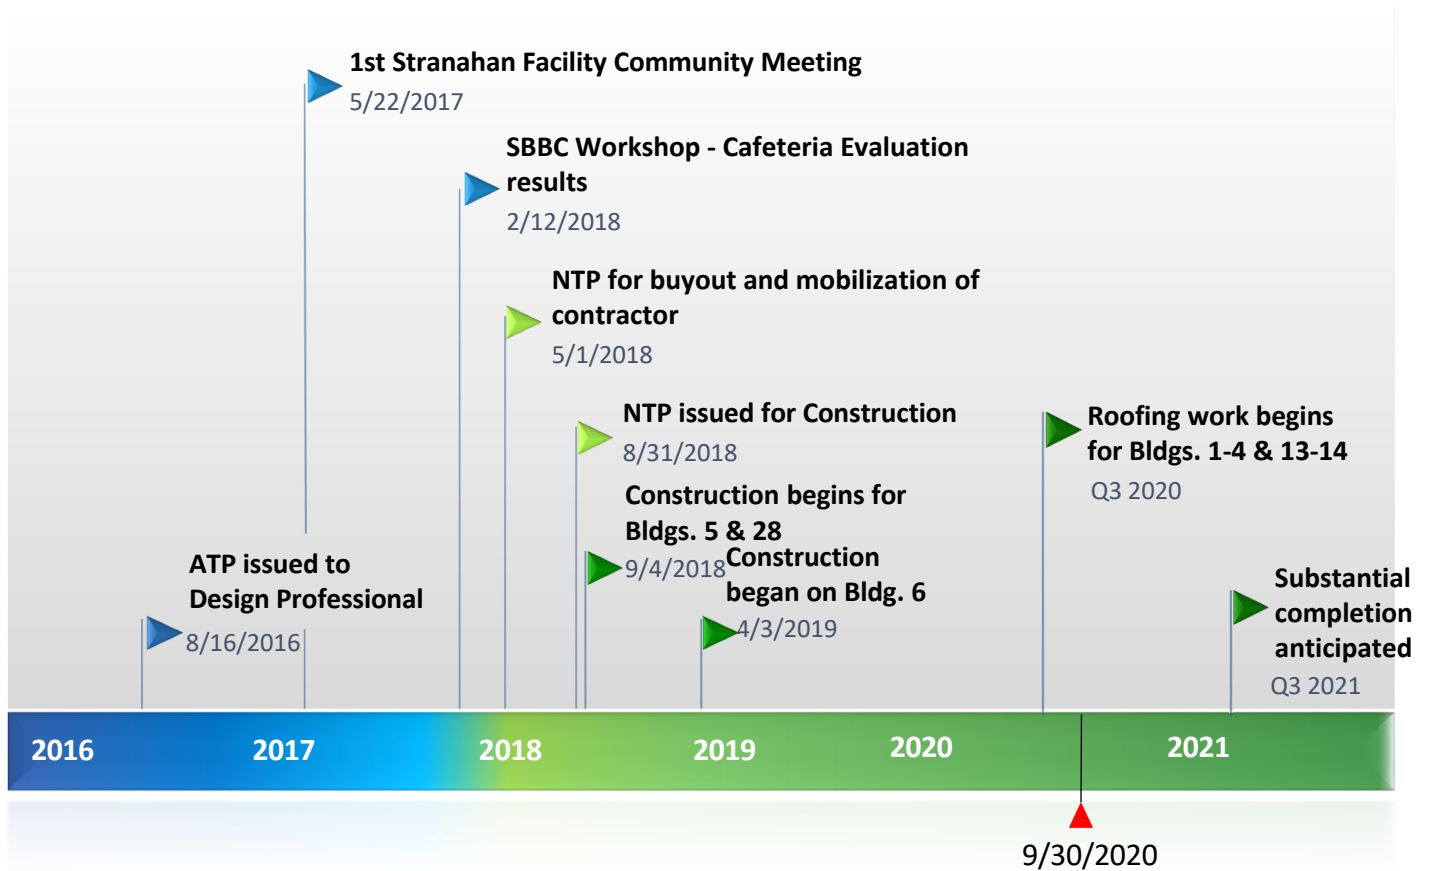 1st Stranahan Facility Community Meeting
5/22/2017
SBBC Workshop - Cafeteria Evaluation
results
2/12/2018
NTP for buyout and mobilization of
contractor
5/1/2018
NTP issued for Construction
8/31/2018
Construction begins for
Bldgs. 5 & 28
9/4/2018
Construction
began on Bldg. 6
4/3/2019
ATP issued to
Design Professional
8/16/2016
Roofing work begins
for Bldgs. 1-4 & 13-14
Q3 2020
Substantial
completion
anticipated
Q3 2021
2016
2017
2018
2019
2020
2021
9/30/2020